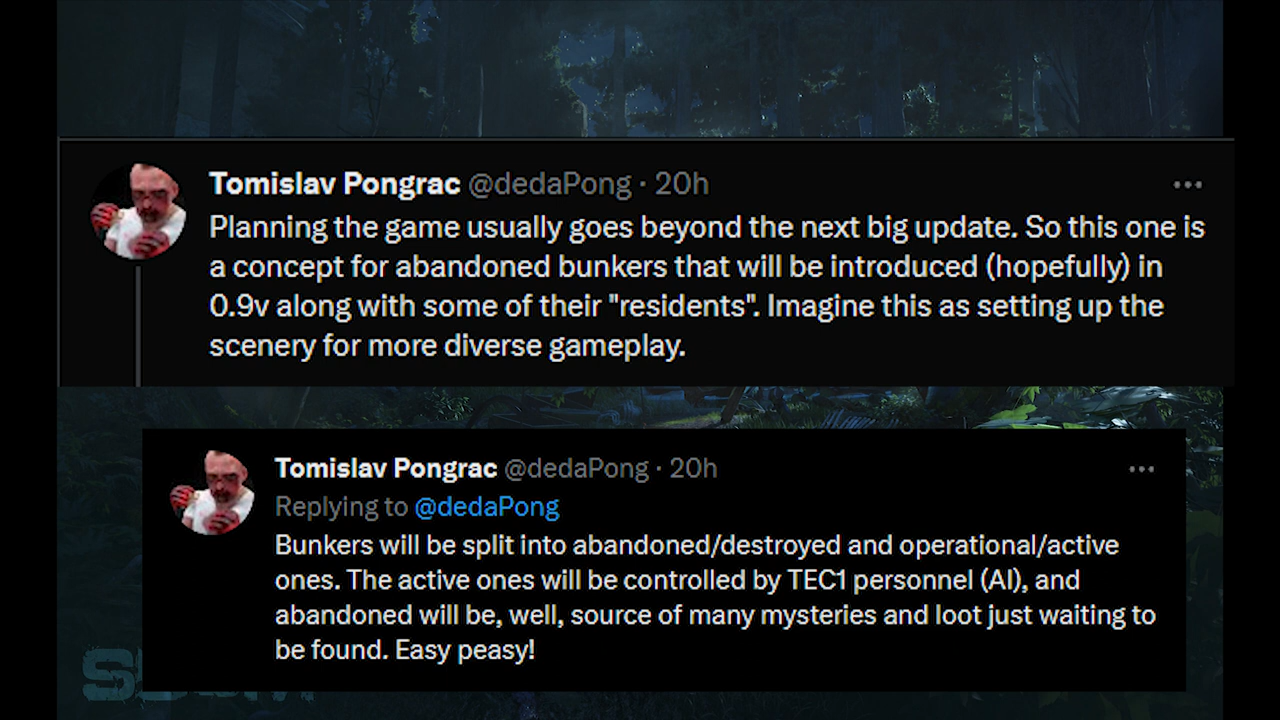 Tomislav Pongrac @dedaPong · 20h
Planning the game usually goes beyond the next big update. So this one is
a concept for abandoned bunkers that will be introduced (hopefully) in
0.9v along with some of their "residents". Imagine this as setting up the
scenery for more diverse gameplay.
Tomislav Pongrac @dedaPong · 20h
Replying to @dedaPong
Bunkers will be split into abandoned/destroyed and operational/active
ones. The active ones will be controlled by TEC1 personnel (AI), and
abandoned will be, well, source of many mysteries and loot just waiting to
be found. Easy peasy!